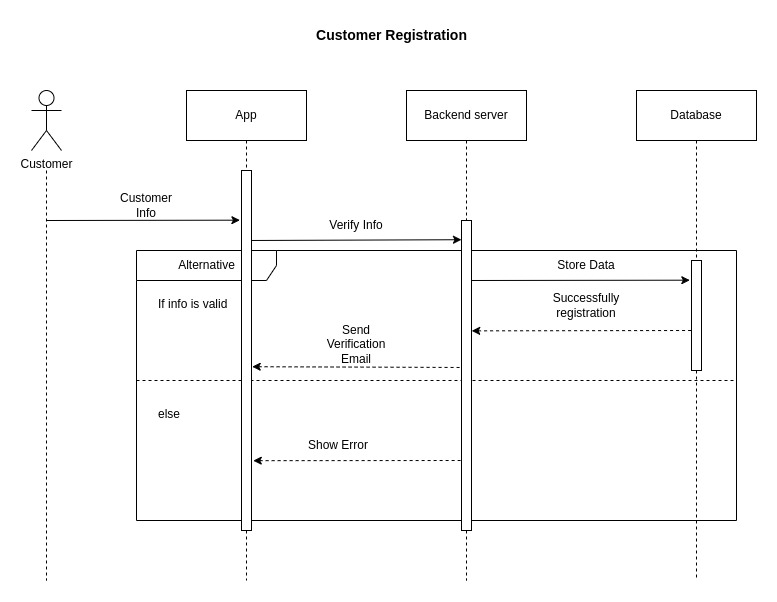 Customer Registration
App
Backend server
Database
Customer
Customer
Info
Verify Info
Alternative
Store Data
If info is valid
Successfully
registration
Send
Verification
Email
else
Show Error